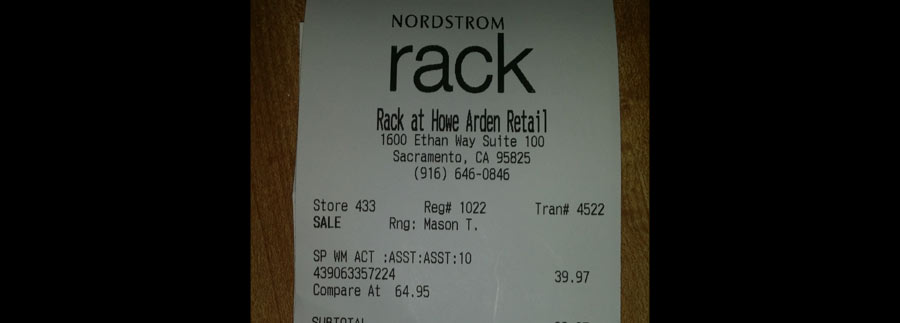 NORDSTROM
rack
Rack at Howe Arden Retail
1600 Ethan Way Suite 100
Sacramento, CA 95825
(916) 646-0846
Store 433 Reg# 1022 Tran# 4522
SALE Rng: Mason T.
SP WM ACT :ASST:ASST:10
439063357224 39.97
Compare At 64.95
SUBTOTAL